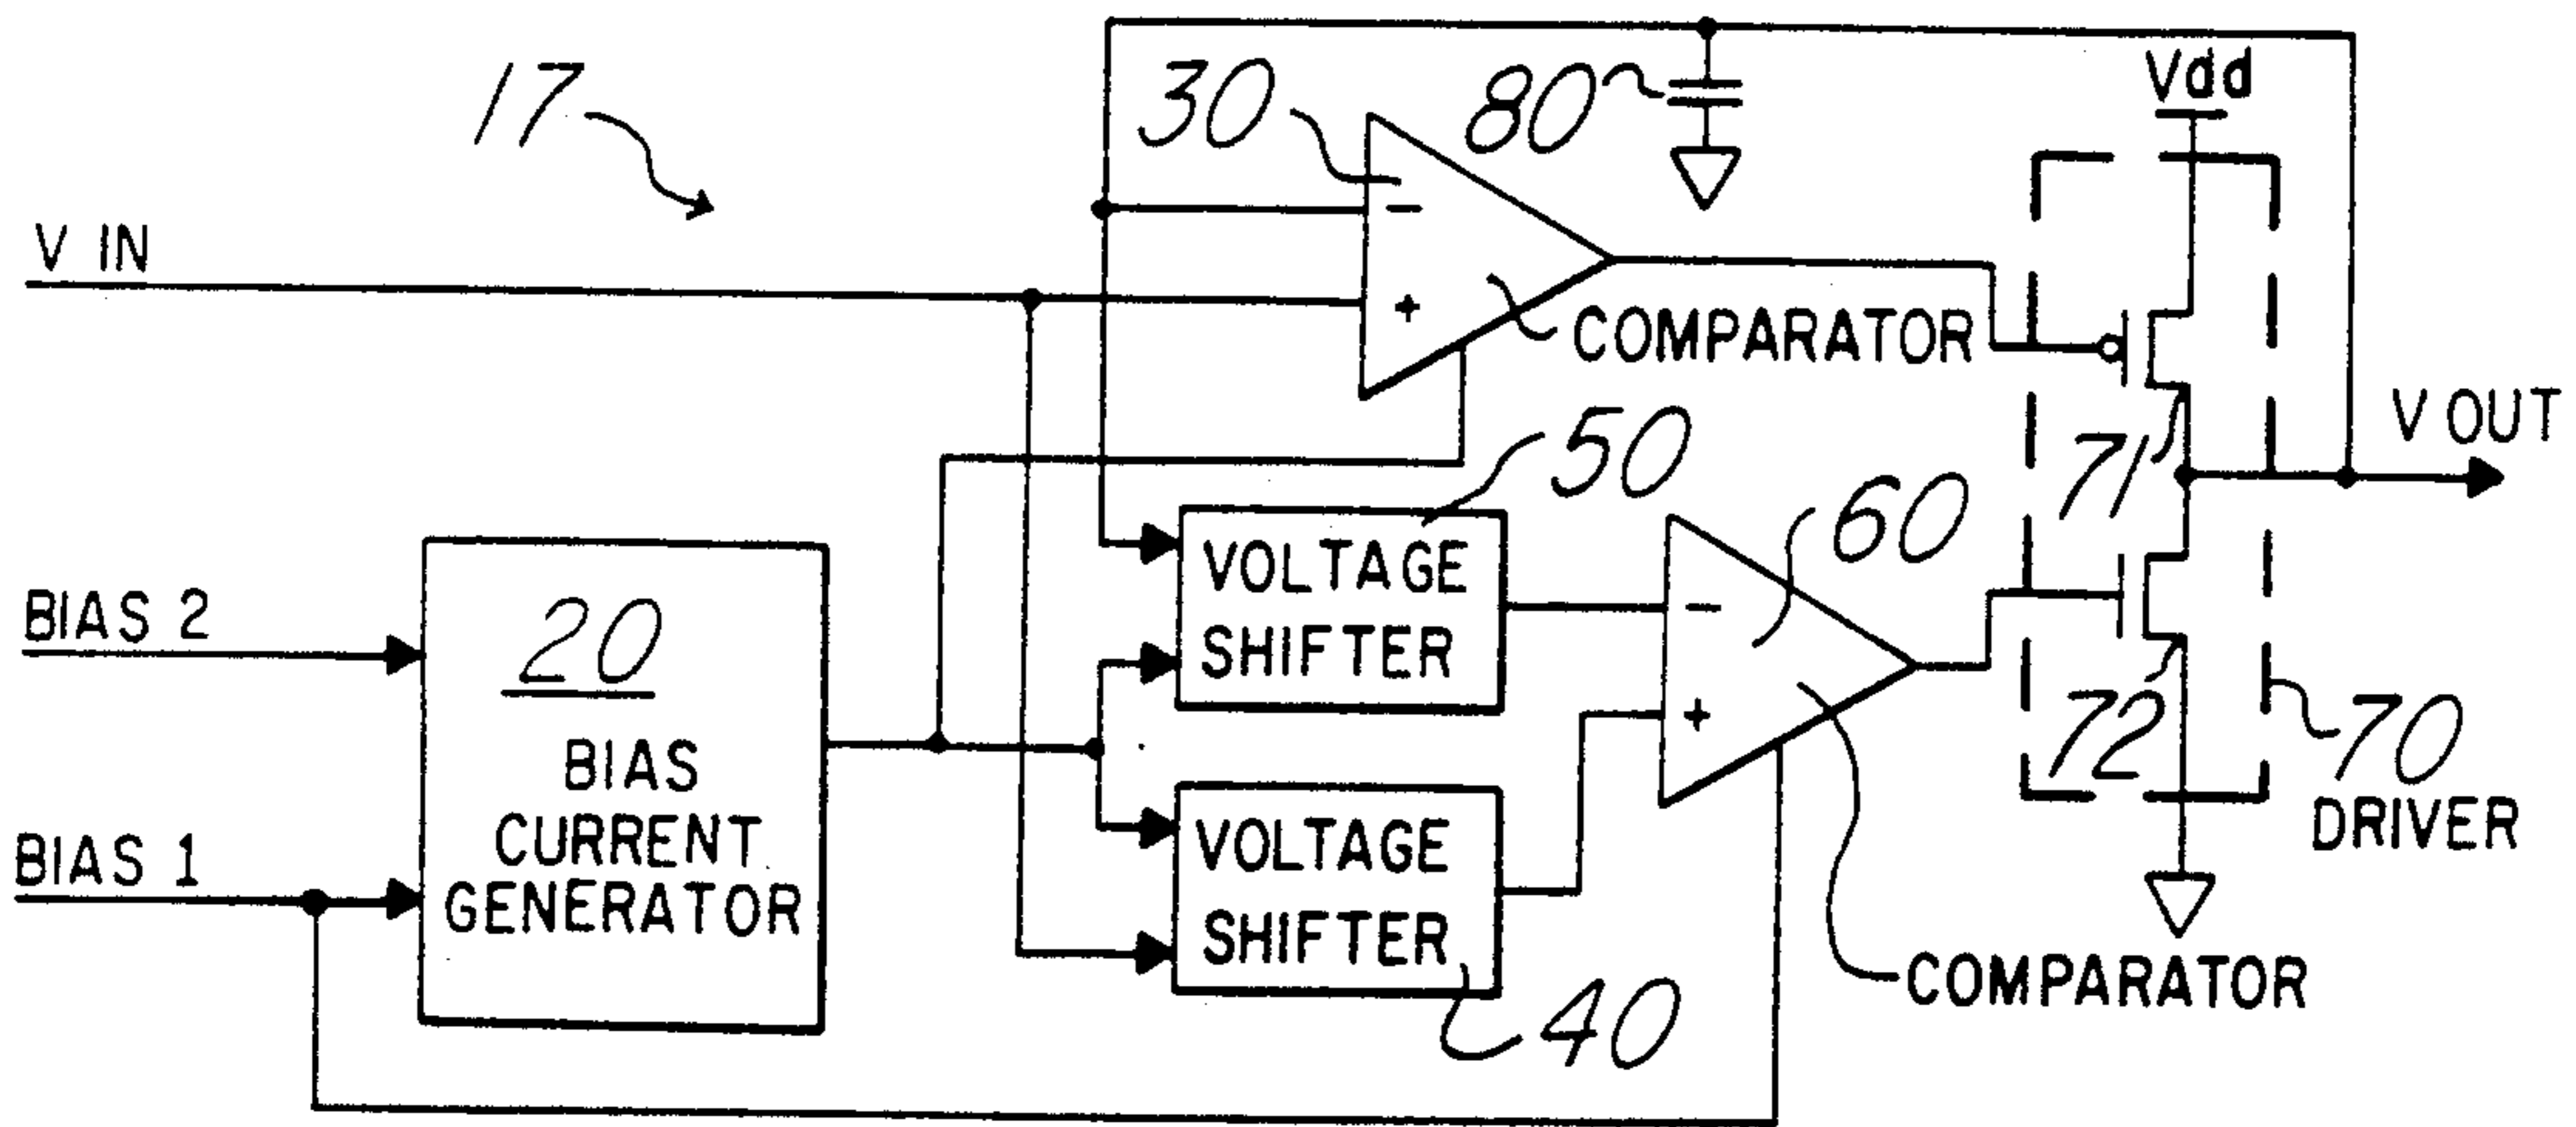 17
30
80
Vdd
V IN
-
+
COMPARATOR
71
V OUT
50
VOLTAGE
SHIFTER
60
-
+
BIAS 2
20
BIAS
CURRENT
GENERATOR
BIAS 1
VOLTAGE
SHIFTER
40
72
70
DRIVER
COMPARATOR